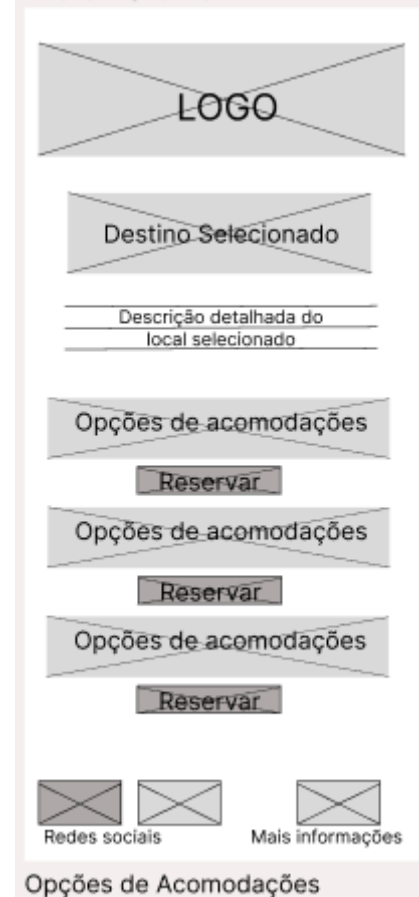 LOGO
Destino Selecionado
Descrição detalhada do
local selecionado
Opções de acomodações
Reservar
Opções de acomodações
Reservar
Opções de acomodações
Reservar
Redes sociais
Mais informações
Opções de Acomodações